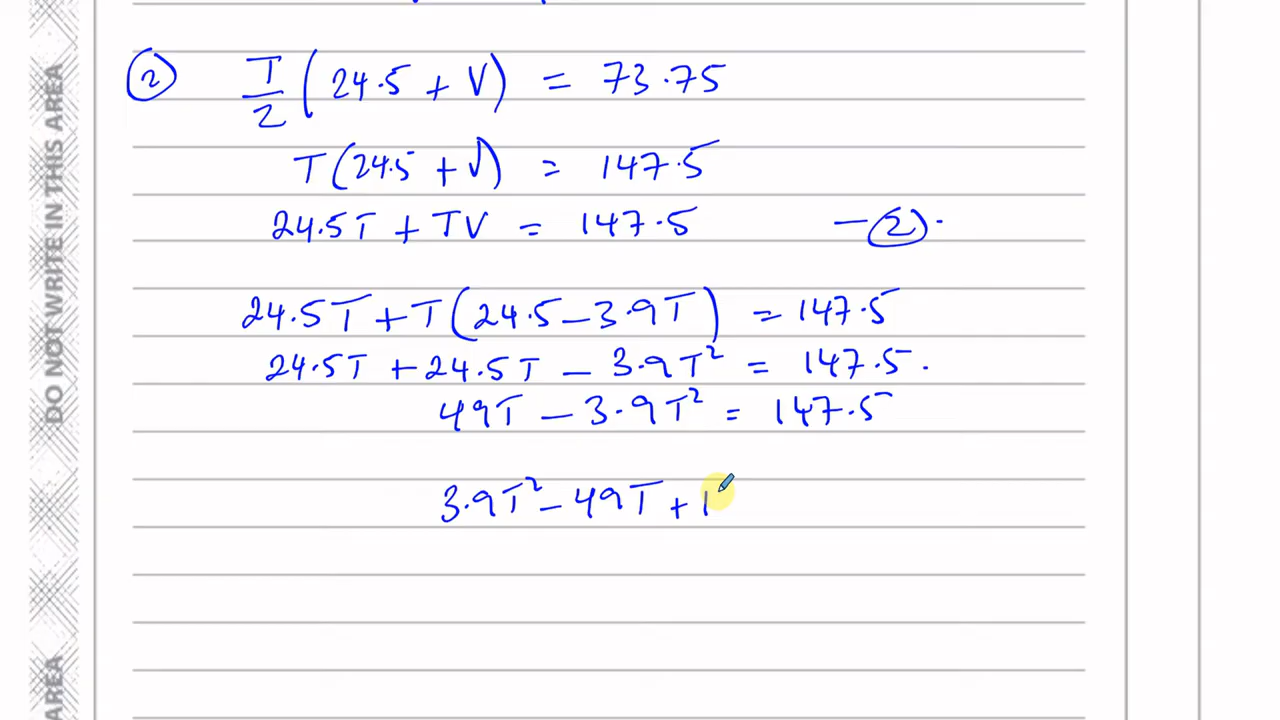 ② T/2 (24.5 + V) = 73.75
T(24.5 + V) = 147.5
24.5T + TV = 147.5 — ②.
24.5T + T(24.5 - 3.9T) = 147.5
24.5T + 24.5T - 3.9T² = 147.5.
49T - 3.9T² = 147.5
3.9T² - 49T + 1
DO NOT WRITE IN THIS AREA
AREA